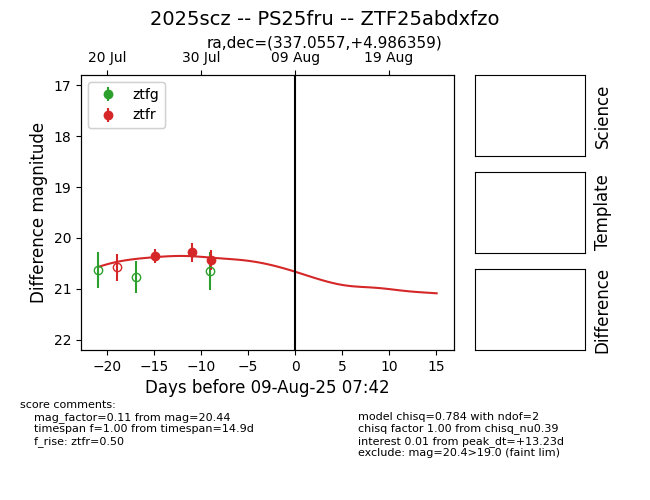 2025scz -- PS25fru -- ZTF25abdxfzo
ra,dec=(337.0557,+4.986359)
20 Jul 30 Jul 09 Aug 19 Aug
ztfg
ztfr
17
18
19
20
21
22
Difference magnitude
−20 −15 −10 −5 0 5 10 15
Days before 09-Aug-25 07:42
Science
Template
Difference
score comments:
mag_factor=0.11 from mag=20.44
timespan f=1.00 from timespan=14.9d
f_rise: ztfr=0.50
model chisq=0.784 with ndof=2
chisq factor 1.00 from chisq_nu0.39
interest 0.01 from peak_dt=+13.23d
exclude: mag=20.4>19.0 (faint lim)